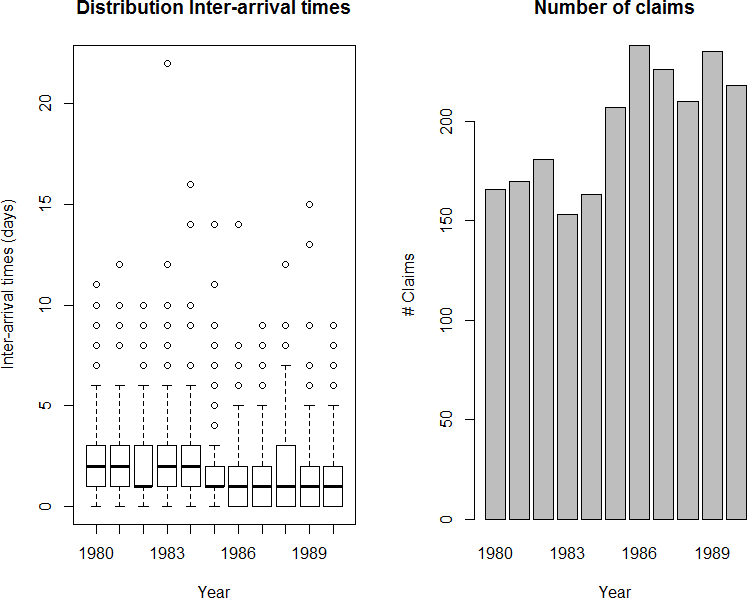 Distribution Inter-arrival times
Inter-arrival times (days)
20
15
10
5
0
1980 1983 1986 1989
Year
Number of claims
# Claims
200
150
100
50
0
1980 1983 1986 1989
Year